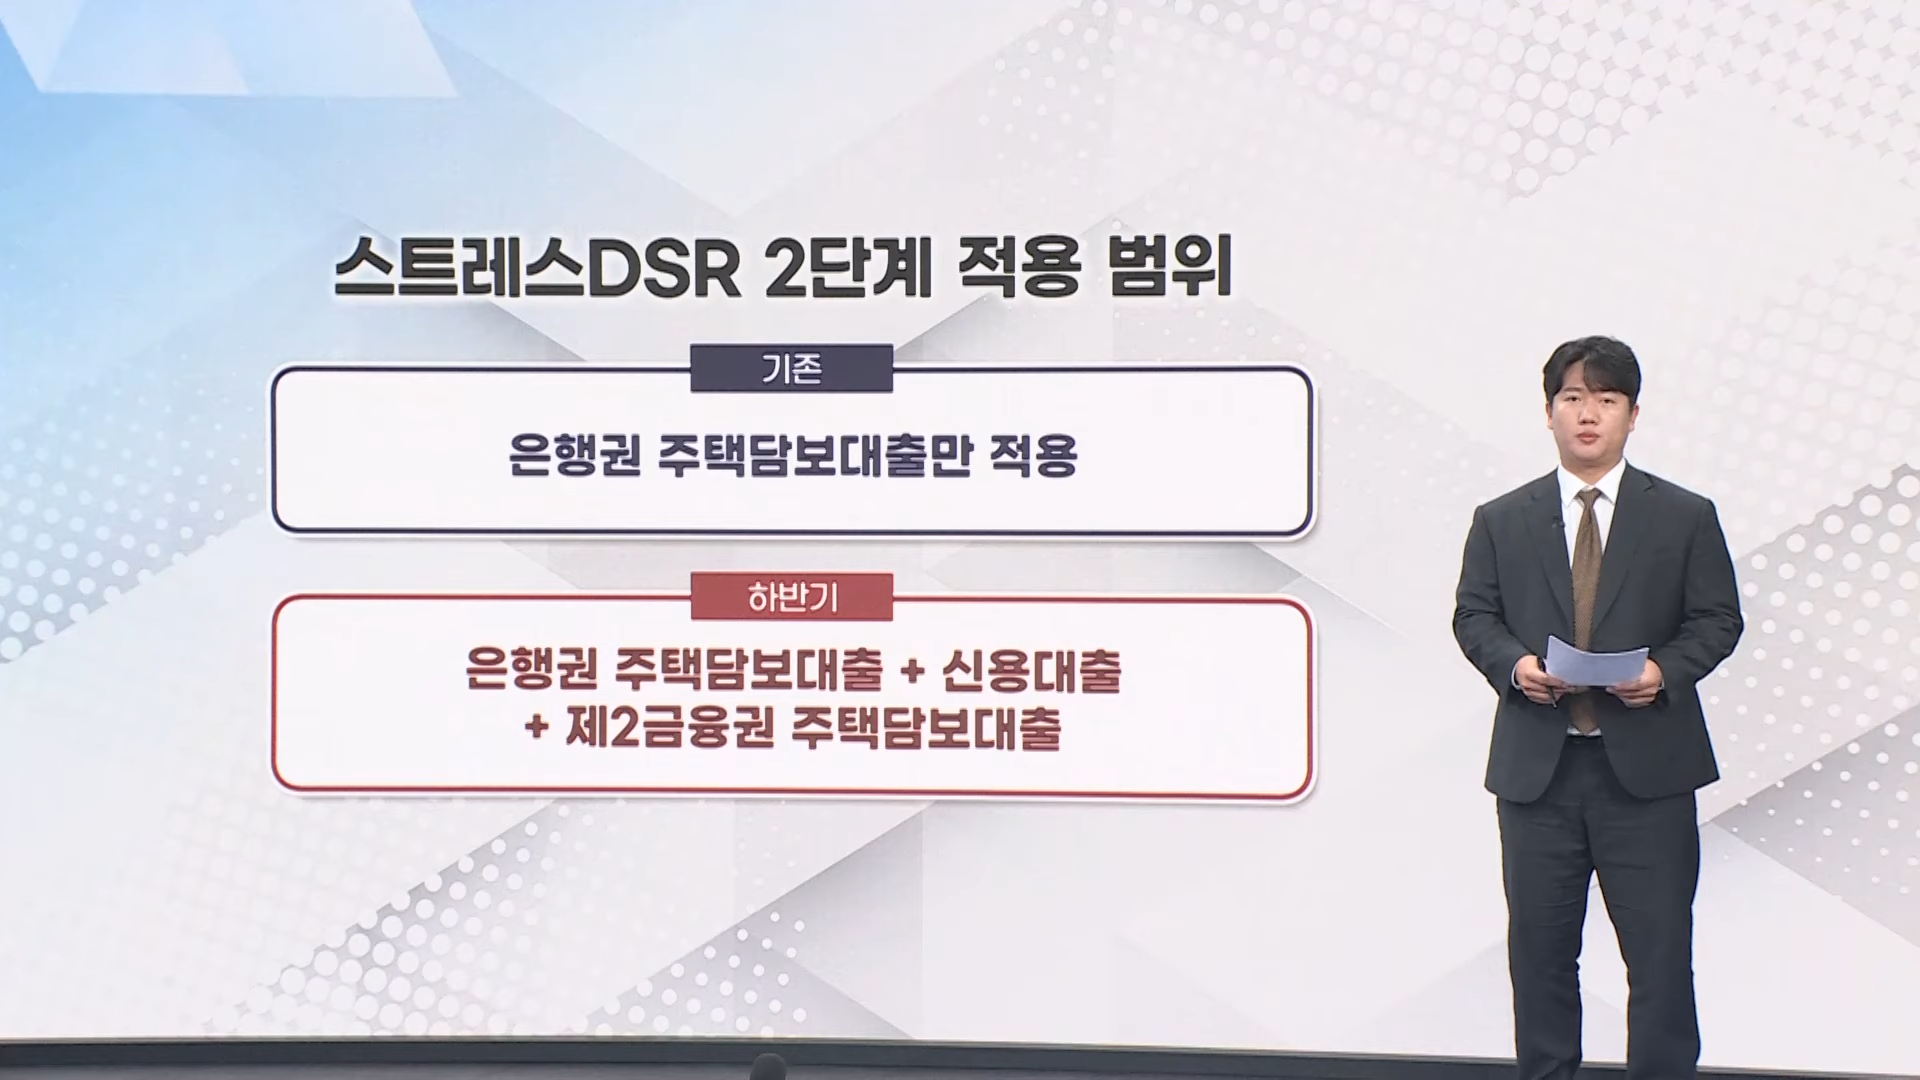 스트레스DSR 2단계 적용 범위
기존
은행권 주택담보대출만 적용
하반기
은행권 주택담보대출 + 신용대출
+ 제2금융권 주택담보대출